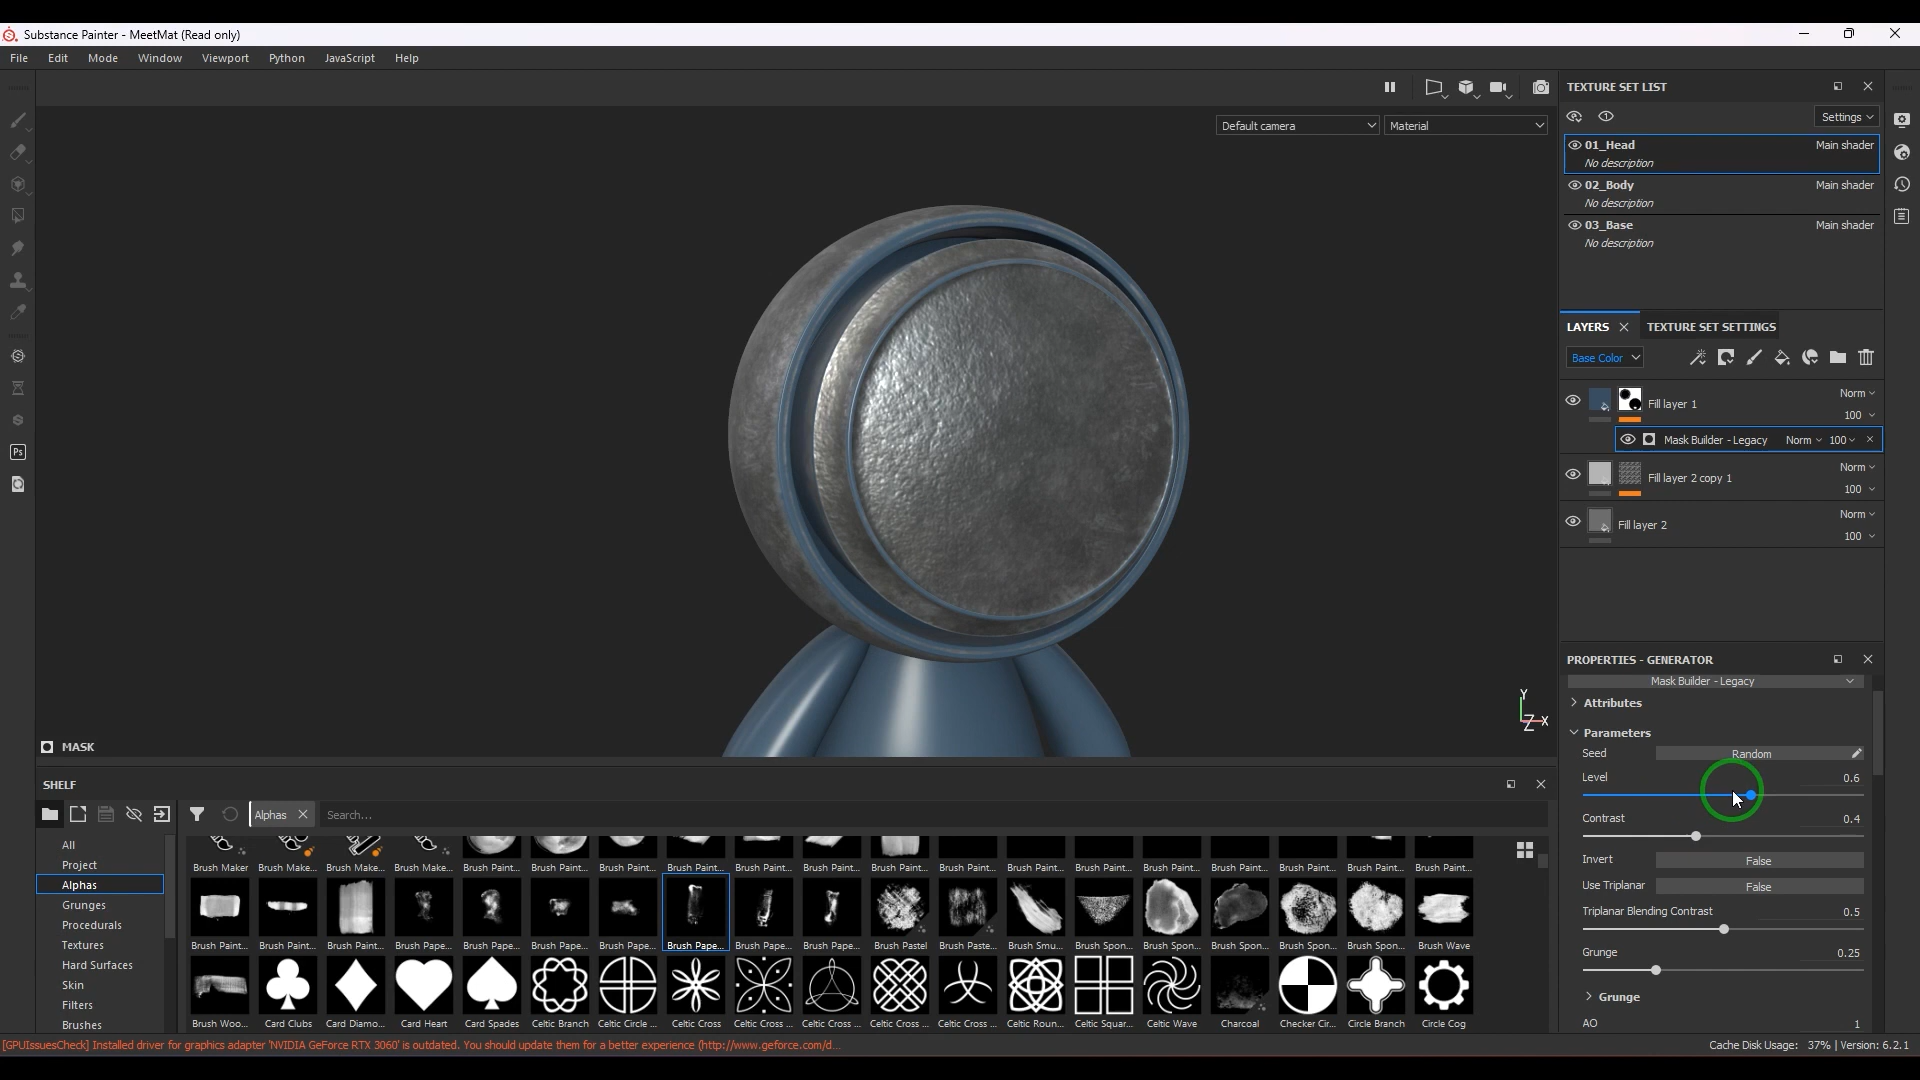 Substance Painter - MeetMat (Read only)
File Edit Mode Window Viewport Python JavaScript Help
Default camera Material
TEXTURE SET LIST
Settings
01_Head Main shader
No description
02_Body Main shader
No description
03_Base Main shader
No description
LAYERS TEXTURE SET SETTINGS
Base Color
Fill layer 1 Norm
100
Mask Builder - Legacy Norm 100
Fill layer 2 copy 1 Norm
100
Fill layer 2 Norm
100
PROPERTIES - GENERATOR
Mask Builder - Legacy
Attributes
Parameters
Seed Random
Level 0.6
Contrast 0.4
Invert False
Use Triplanar False
Triplanar Blending Contrast 0.5
Grunge 0.25
Grunge
AO 1
Y
Z X
MASK
Ps
SHELF
Alphas Search...
All
Project
Alphas
Grunges
Procedurals
Textures
Hard Surfaces
Skin
Filters
Brushes
Brush Maker Brush Make... Brush Make... Brush Make... Brush Paint... Brush Paint... Brush Paint... Brush Paint... Brush Paint... Brush Paint... Brush Paint... Brush Paint... Brush Paint... Brush Paint... Brush Paint... Brush Paint... Brush Paint... Brush Paint... Brush Paint...
Brush Paint... Brush Paint... Brush Paint... Brush Pape... Brush Pape... Brush Pape... Brush Pape... Brush Pape... Brush Pape... Brush Pape... Brush Pastel Brush Paste... Brush Smu... Brush Spon... Brush Spon... Brush Spon... Brush Spon... Brush Spon... Brush Wave
Brush Woo... Card Clubs Card Diamo... Card Heart Card Spades Celtic Branch Celtic Circle ... Celtic Cross Celtic Cross ... Celtic Cross ... Celtic Cross ... Celtic Cross ... Celtic Roun... Celtic Squar... Celtic Wave Charcoal Checker Cir... Circle Branch Circle Cog
[GPUIssuesCheck] Installed driver for graphics adapter 'NVIDIA GeForce RTX 3060' is outdated. You should update them for a better experience (http://www.geforce.com/d...
Cache Disk Usage: 37% | Version: 6.2.1